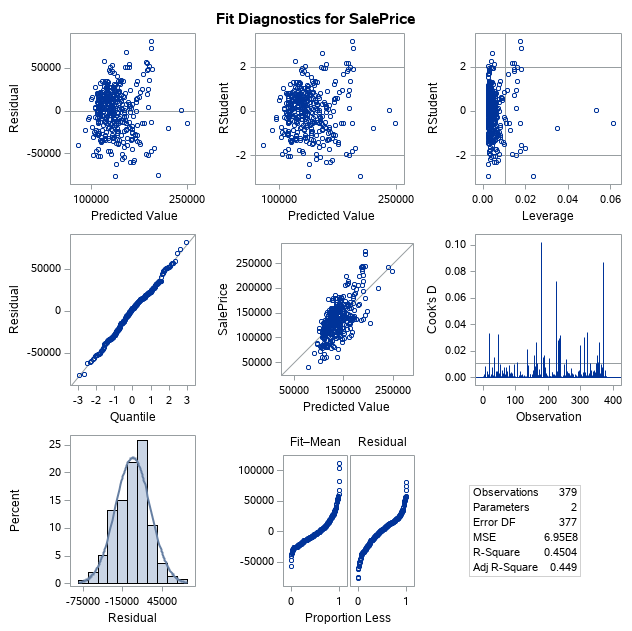 Fit Diagnostics for SalePrice
Residual
50000
0
-50000
100000
250000
Predicted Value
RStudent
2
0
-2
100000
250000
Predicted Value
RStudent
2
0
-2
0.00
0.02
0.04
0.06
Leverage
Residual
50000
0
-50000
-3
-2
-1
0
1
2
3
Quantile
SalePrice
250000
200000
150000
100000
50000
50000
150000
250000
Predicted Value
Cook's D
0.10
0.08
0.06
0.04
0.02
0.00
0
100
200
300
400
Observation
Percent
25
20
15
10
5
0
-75000
-15000
45000
Residual
Fit–Mean
Residual
100000
50000
0
-50000
0
1
0
1
Proportion Less
Observations 379
Parameters 2
Error DF 377
MSE 6.95E8
R-Square 0.4504
Adj R-Square 0.449